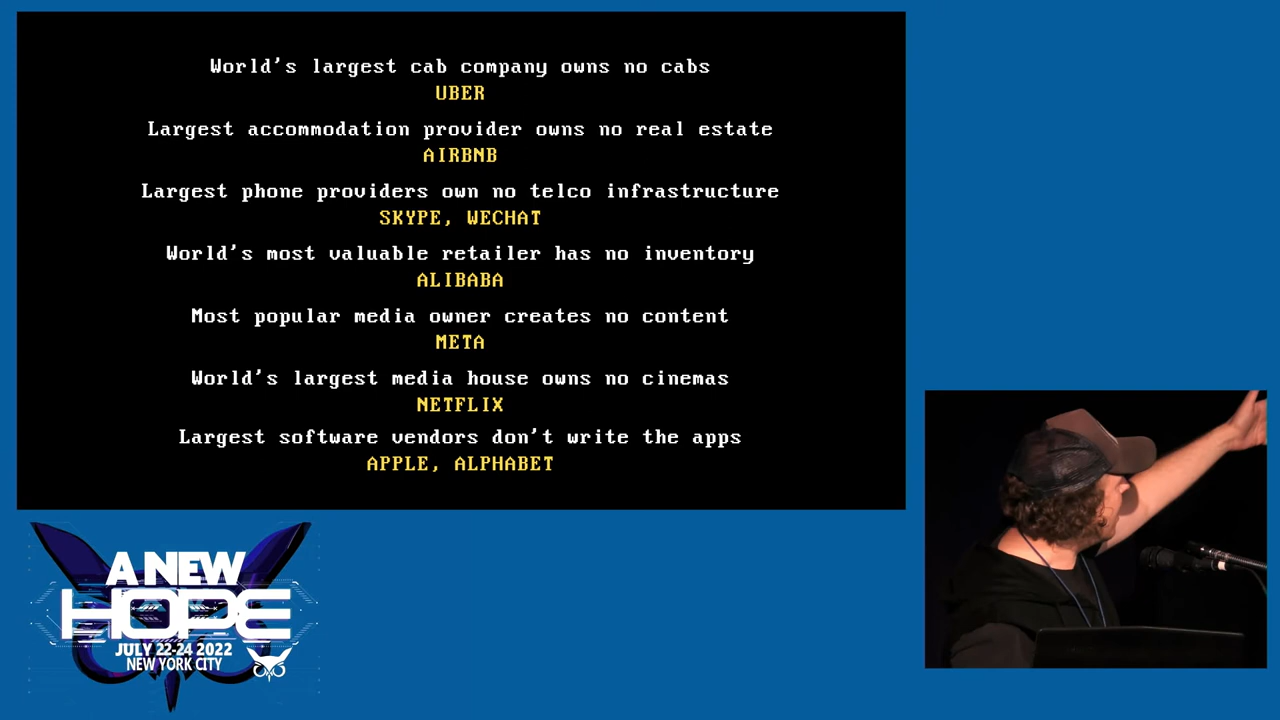 World's largest cab company owns no cabs
UBER
Largest accommodation provider owns no real estate
AIRBNB
Largest phone providers own no telco infrastructure
SKYPE, WECHAT
World's most valuable retailer has no inventory
ALIBABA
Most popular media owner creates no content
META
World's largest media house owns no cinemas
NETFLIX
Largest software vendors don't write the apps
APPLE, ALPHABET
A NEW
HOPE
JULY 22-24 2022
NEW YORK CITY